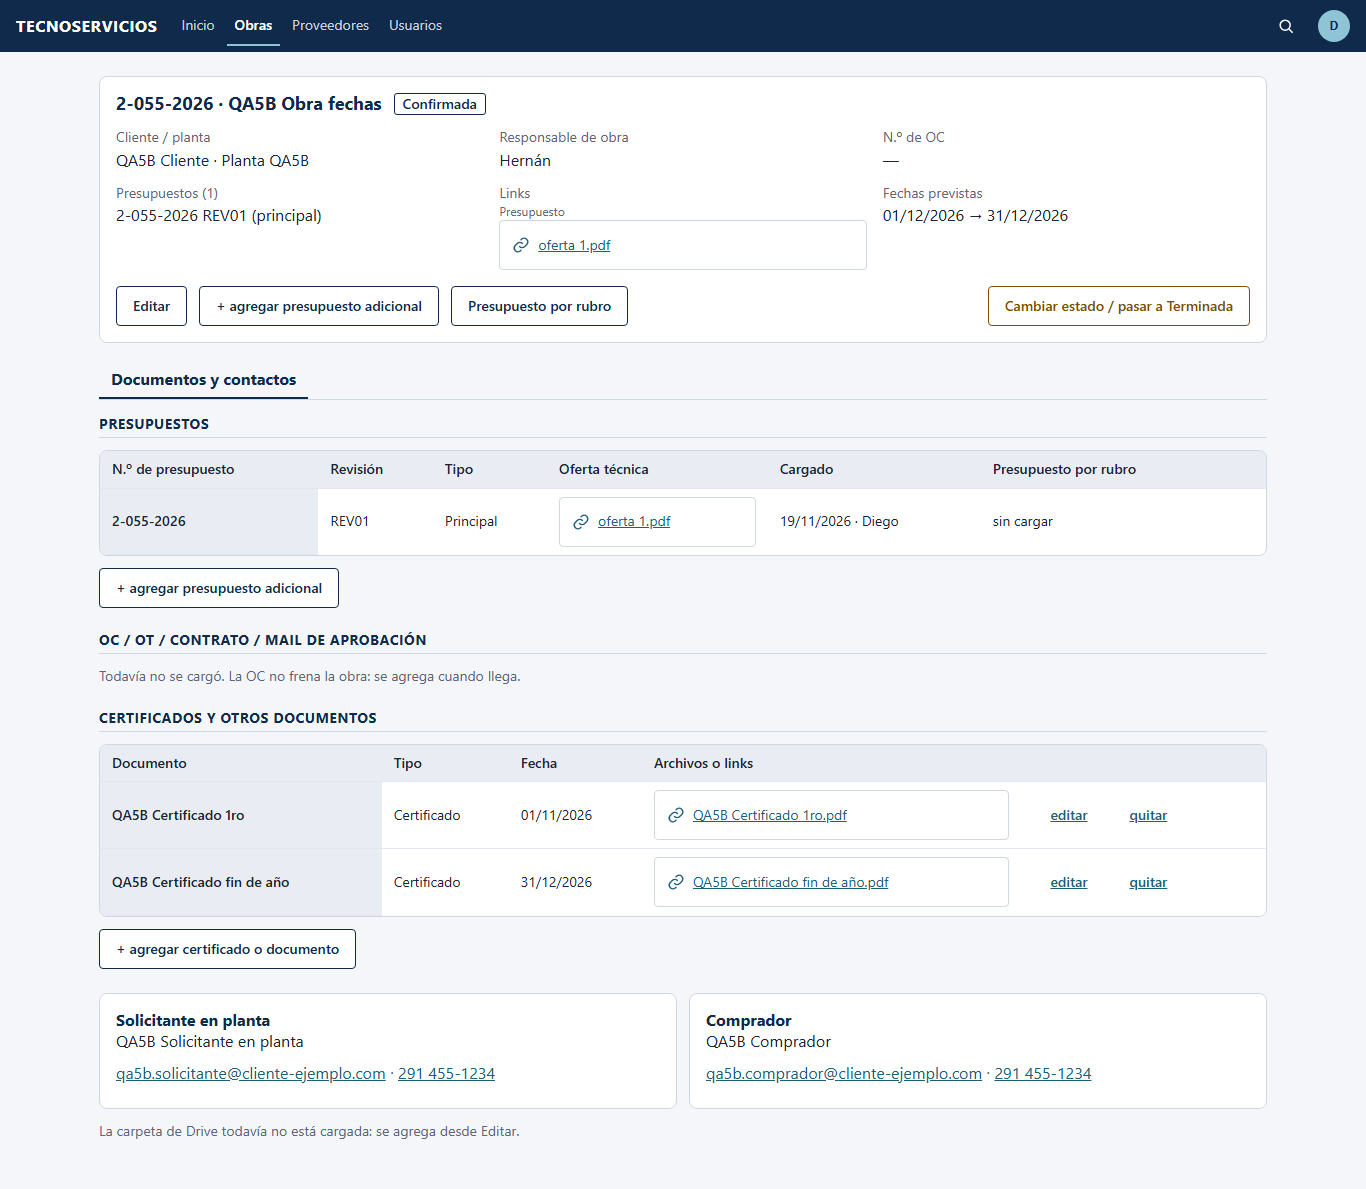 TECNOSERVICIOS Inicio Obras Proveedores Usuarios D
2-055-2026 · QA5B Obra fechas Confirmada
Cliente / planta Responsable de obra N.º de OC
QA5B Cliente · Planta QA5B Hernán —
Presupuestos (1) Links Fechas previstas
Presupuesto
2-055-2026 REV01 (principal) 01/12/2026 → 31/12/2026
oferta 1.pdf
Editar + agregar presupuesto adicional Presupuesto por rubro Cambiar estado / pasar a Terminada
Documentos y contactos
PRESUPUESTOS
N.º de presupuesto Revisión Tipo Oferta técnica Cargado Presupuesto por rubro
2-055-2026 REV01 Principal oferta 1.pdf 19/11/2026 · Diego sin cargar
+ agregar presupuesto adicional
OC / OT / CONTRATO / MAIL DE APROBACIÓN
Todavía no se cargó. La OC no frena la obra: se agrega cuando llega.
CERTIFICADOS Y OTROS DOCUMENTOS
Documento Tipo Fecha Archivos o links
QA5B Certificado 1ro Certificado 01/11/2026 QA5B Certificado 1ro.pdf editar quitar
QA5B Certificado fin de año Certificado 31/12/2026 QA5B Certificado fin de año.pdf editar quitar
+ agregar certificado o documento
Solicitante en planta
QA5B Solicitante en planta
qa5b.solicitante@cliente-ejemplo.com · 291 455-1234
Comprador
QA5B Comprador
qa5b.comprador@cliente-ejemplo.com · 291 455-1234
La carpeta de Drive todavía no está cargada: se agrega desde Editar.